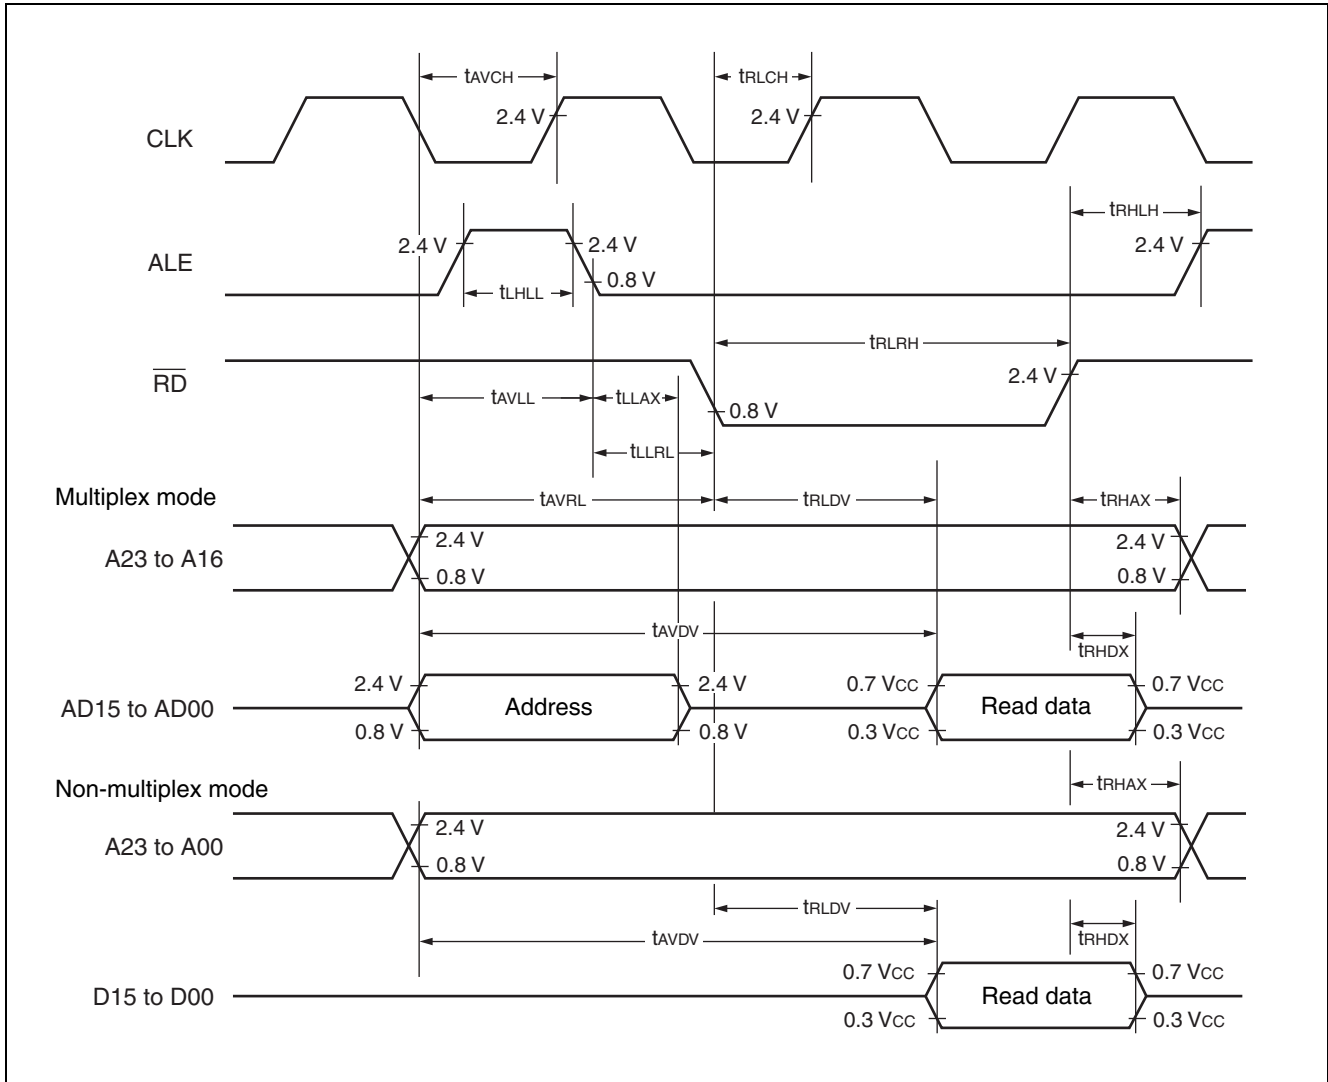 tAVCH
tRLCH
2.4 V
2.4 V
CLK
tRHLH
2.4 V
2.4 V
2.4 V
ALE
0.8 V
tLHLL
tRLRH
RD
2.4 V
tAVLL
tLLAX
0.8 V
tLLRL
Multiplex mode
tAVRL
tRLDV
tRHAX
2.4 V
2.4 V
A23 to A16
0.8 V
0.8 V
tAVDV
tRHDX
2.4 V
2.4 V
0.7 VCC
0.7 VCC
AD15 to AD00
Address
Read data
0.8 V
0.8 V
0.3 VCC
0.3 VCC
Non-multiplex mode
tRHAX
2.4 V
2.4 V
A23 to A00
0.8 V
0.8 V
tRLDV
tAVDV
tRHDX
0.7 VCC
0.7 VCC
D15 to D00
Read data
0.3 VCC
0.3 VCC